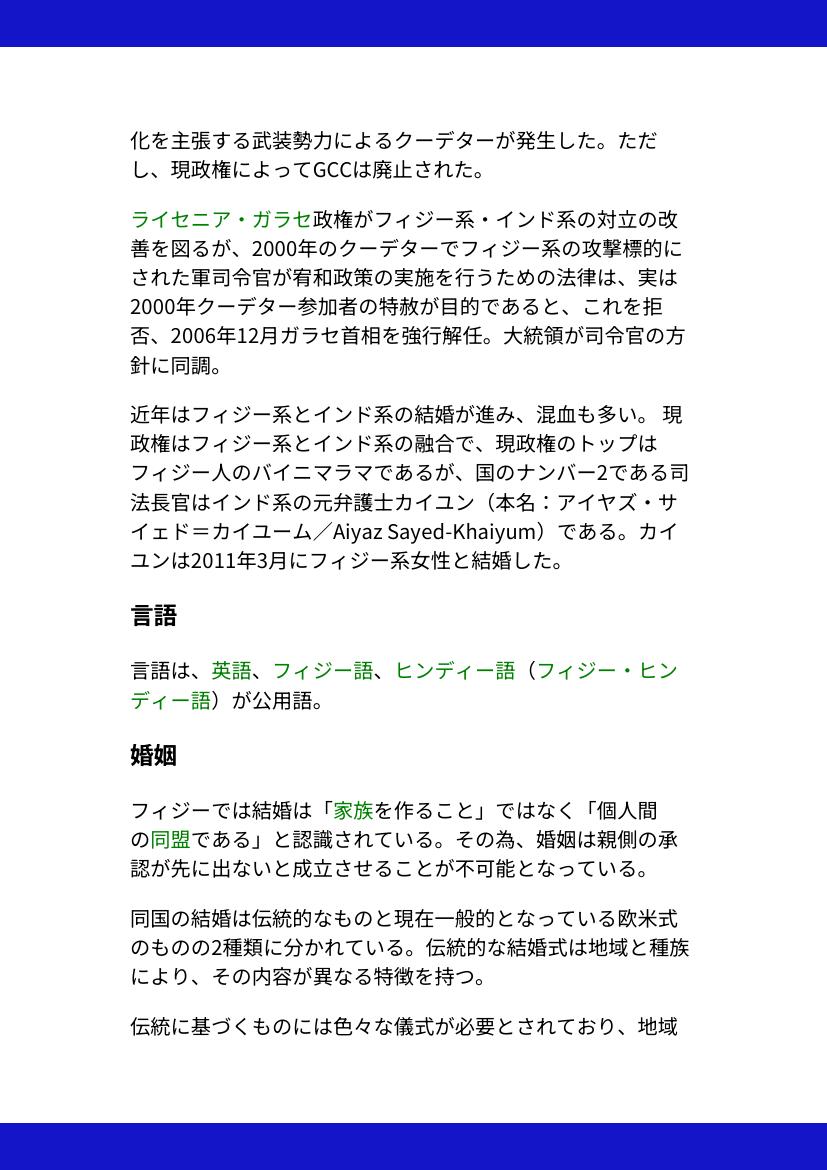 化を主張する武装勢力によるクーデターが発生した。ただ
し、現政権によってGCCは廃止された。
ライセニア・ガラセ政権がフィジー系・インド系の対立の改
善を図るが、2000年のクーデターでフィジー系の攻撃標的に
された軍司令官が宥和政策の実施を行うための法律は、実は
2000年クーデター参加者の特赦が目的であると、これを拒
否、2006年12月ガラセ首相を強行解任。大統領が司令官の方
針に同調。
近年はフィジー系とインド系の結婚が進み、混血も多い。 現
政権はフィジー系とインド系の融合で、現政権のトップは
フィジー人のバイニマラマであるが、国のナンバー2である司
法長官はインド系の元弁護士カイユン（本名：アイヤズ・サ
イェド＝カイユーム／Aiyaz Sayed-Khaiyum）である。カイ
ユンは2011年3月にフィジー系女性と結婚した。
言語
言語は、英語、フィジー語、ヒンディー語（フィジー・ヒン
ディー語）が公用語。
婚姻
フィジーでは結婚は「家族を作ること」ではなく「個人間
の同盟である」と認識されている。その為、婚姻は親側の承
認が先に出ないと成立させることが不可能となっている。
同国の結婚は伝統的なものと現在一般的となっている欧米式
のものの2種類に分かれている。伝統的な結婚式は地域と種族
により、その内容が異なる特徴を持つ。
伝統に基づくものには色々な儀式が必要とされており、地域